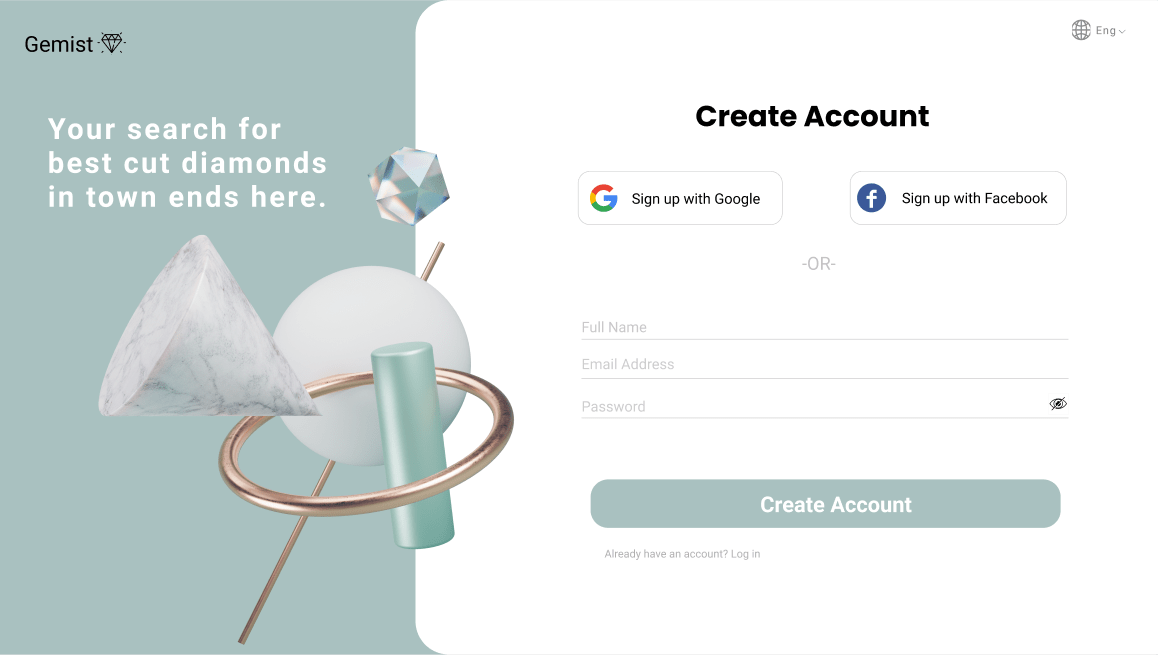 Gemist
Eng
Your search for
best cut diamonds
in town ends here.
Create Account
Sign up with Google
Sign up with Facebook
-OR-
Full Name
Email Address
Password
Create Account
Already have an account? Log in